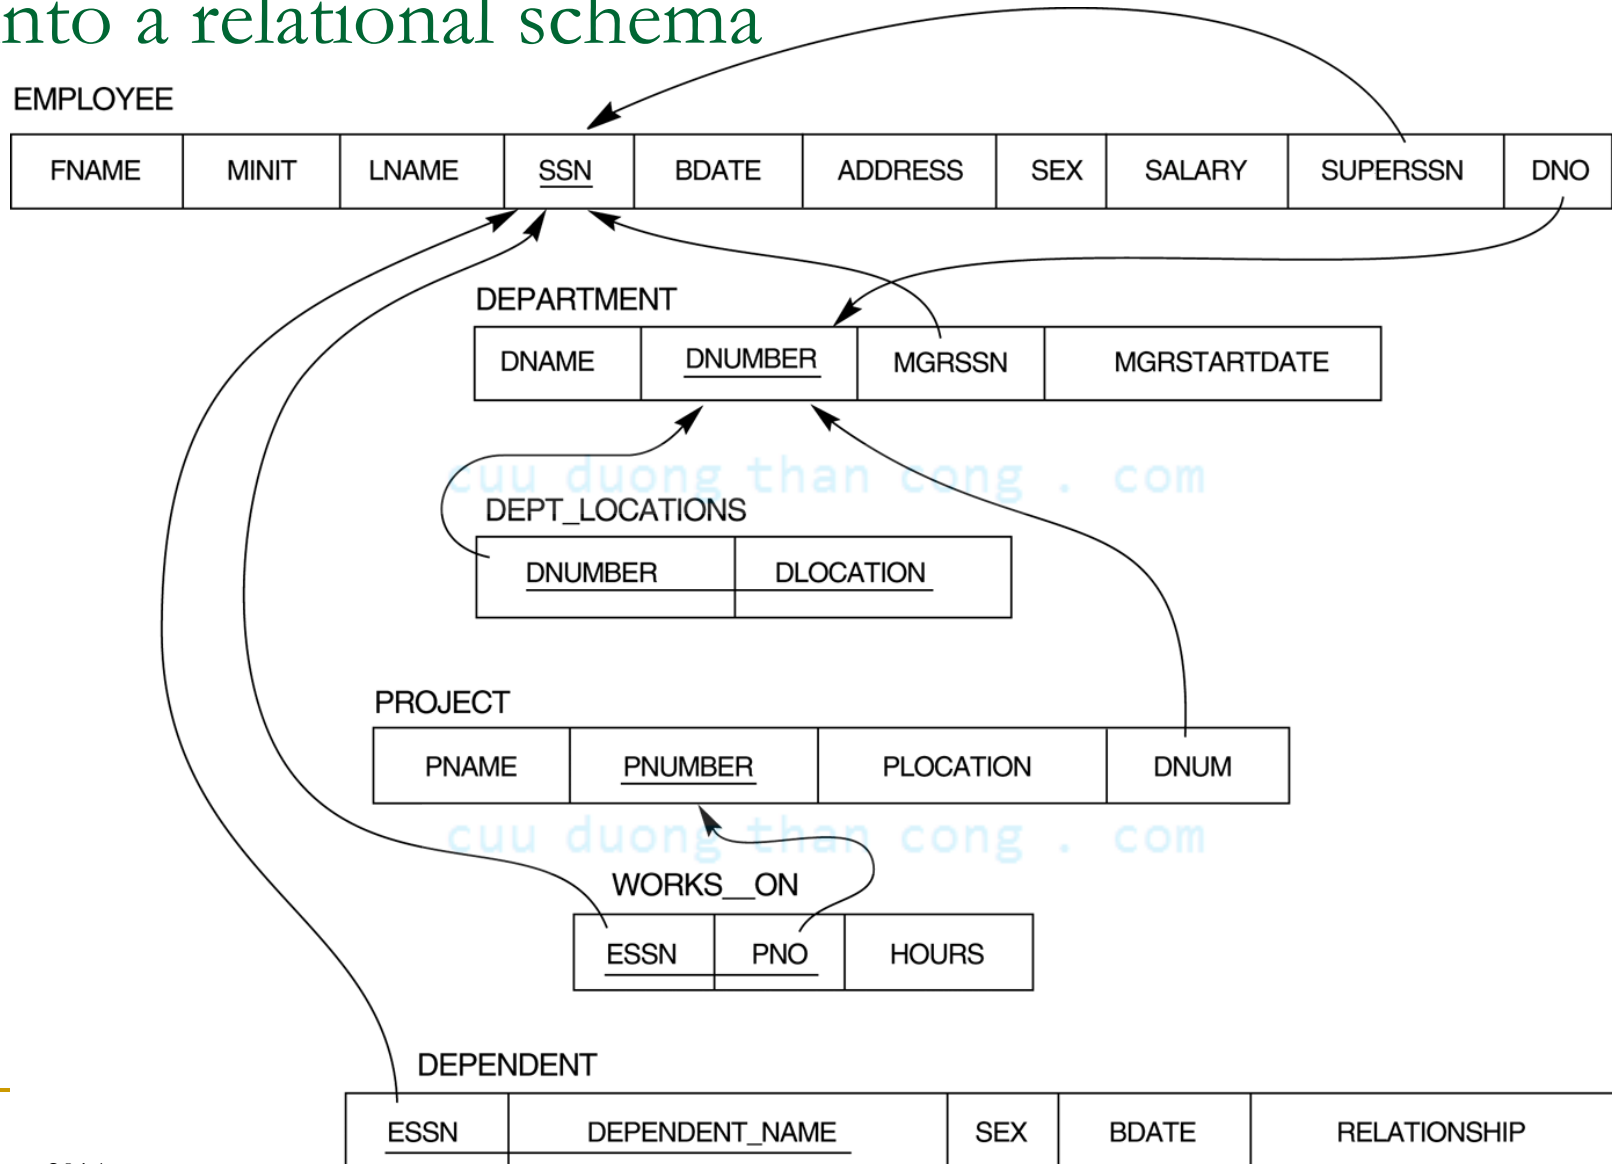 nto a relational schema
EMPLOYEE
FNAME MINIT LNAME SSN BDATE ADDRESS SEX SALARY SUPERSSN DNO
DEPARTMENT
DNAME DNUMBER MGRSSN MGRSTARTDATE
cuu duong than cong . com
DEPT_LOCATIONS
DNUMBER DLOCATION
PROJECT
PNAME PNUMBER PLOCATION DNUM
cuu duong than cong . com
WORKS__ON
ESSN PNO HOURS
DEPENDENT
ESSN DEPENDENT_NAME SEX BDATE RELATIONSHIP